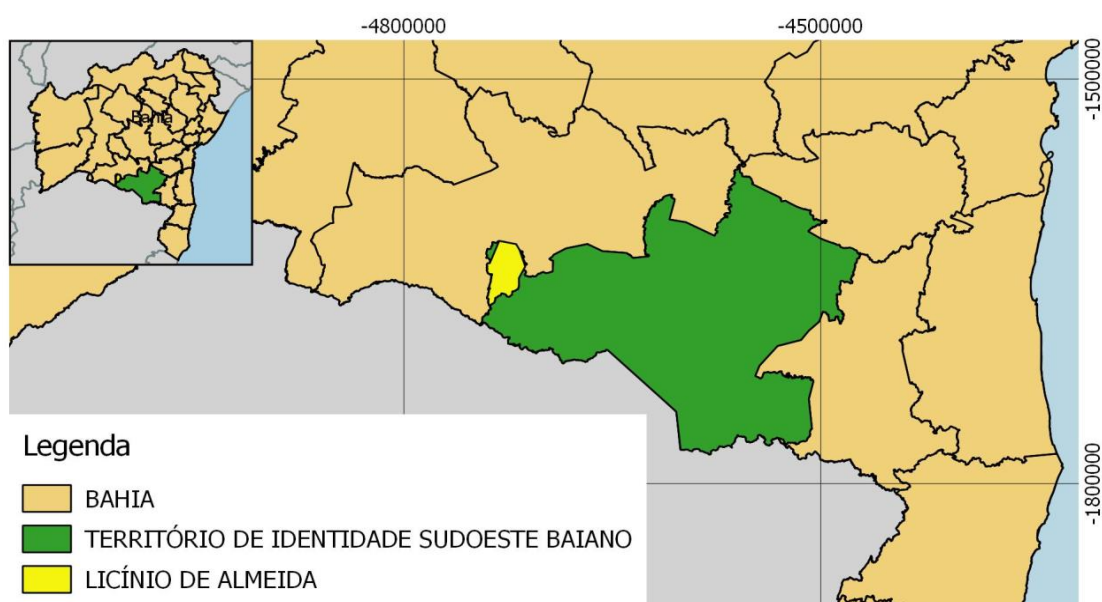 -4800000
-4500000
-1500000
Bahia
-1800000
Legenda
BAHIA
TERRITÓRIO DE IDENTIDADE SUDOESTE BAIANO
LICÍNIO DE ALMEIDA